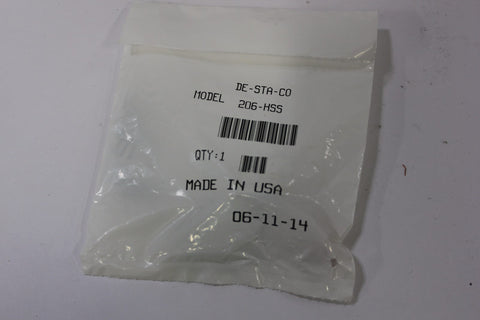 DE-STA-CO
MODEL 206-HSS
QTY:1
MADE IN USA
06-11-14